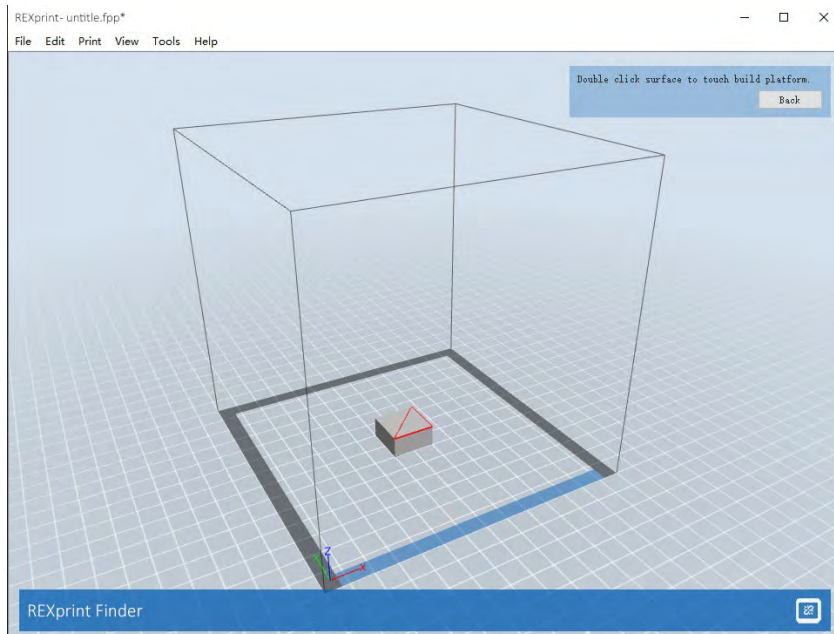 REXprint- untitle.fpp*
File Edit Print View Tools Help
Double click surface to touch build platform.
Back
Z
Y
X
REXprint Finder